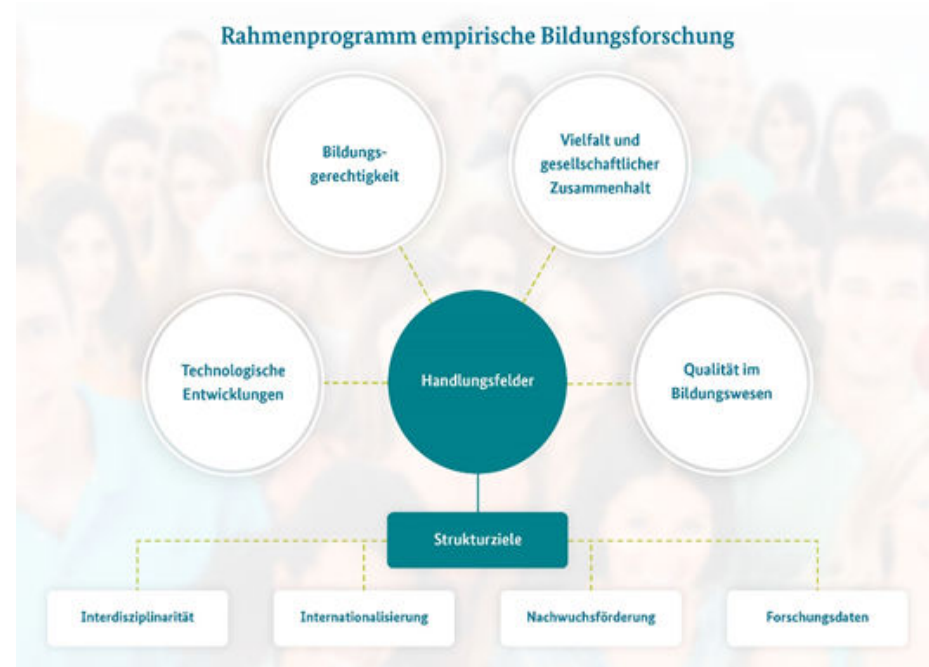 Rahmenprogramm empirische Bildungsforschung
Bildungs-
gerechtigkeit
Vielfalt und
gesellschaftlicher
Zusammenhalt
Technologische
Entwicklungen
Handlungsfelder
Qualität im
Bildungswesen
Strukturziele
Interdisziplinarität
Internationalisierung
Nachwuchsförderung
Forschungsdaten